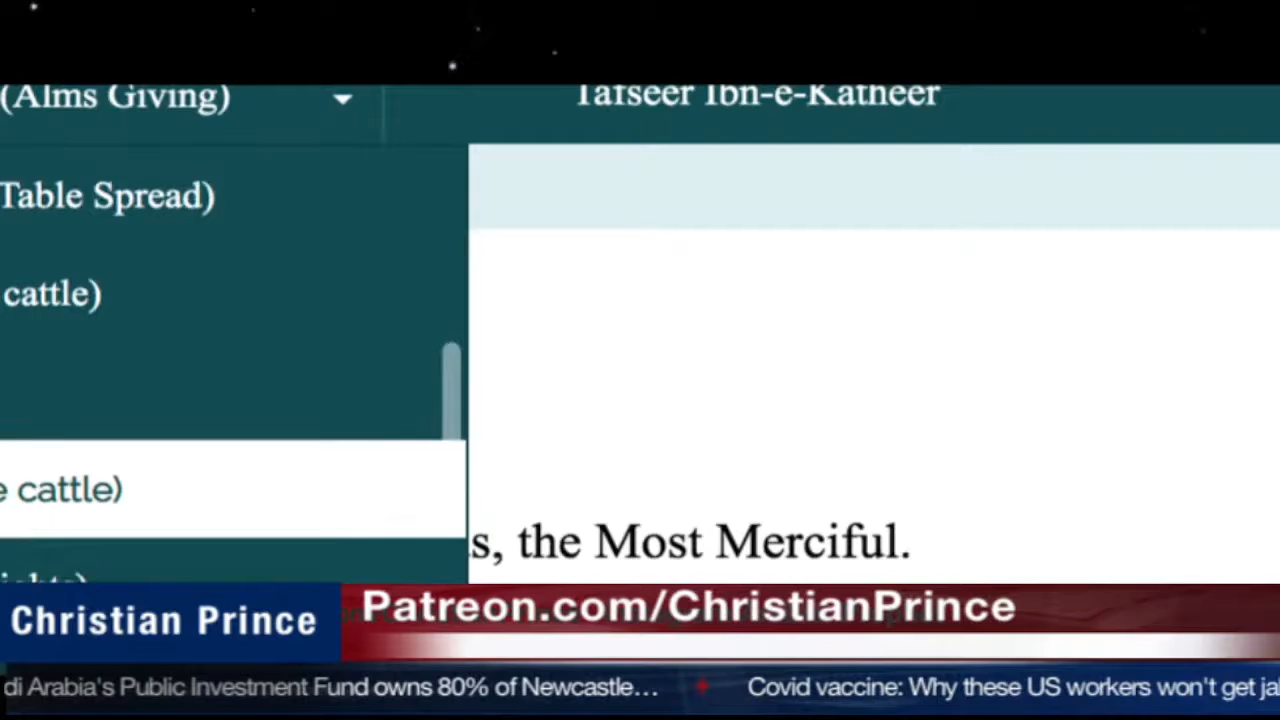 (Alms Giving)
Tafseer Ibn-e-Katheer
Table Spread)
cattle)
e cattle)
s, the Most Merciful.
Christian Prince
Patreon.com/ChristianPrince
di Arabia's Public Investment Fund owns 80% of Newcastle... Covid vaccine: Why these US workers won't get ja